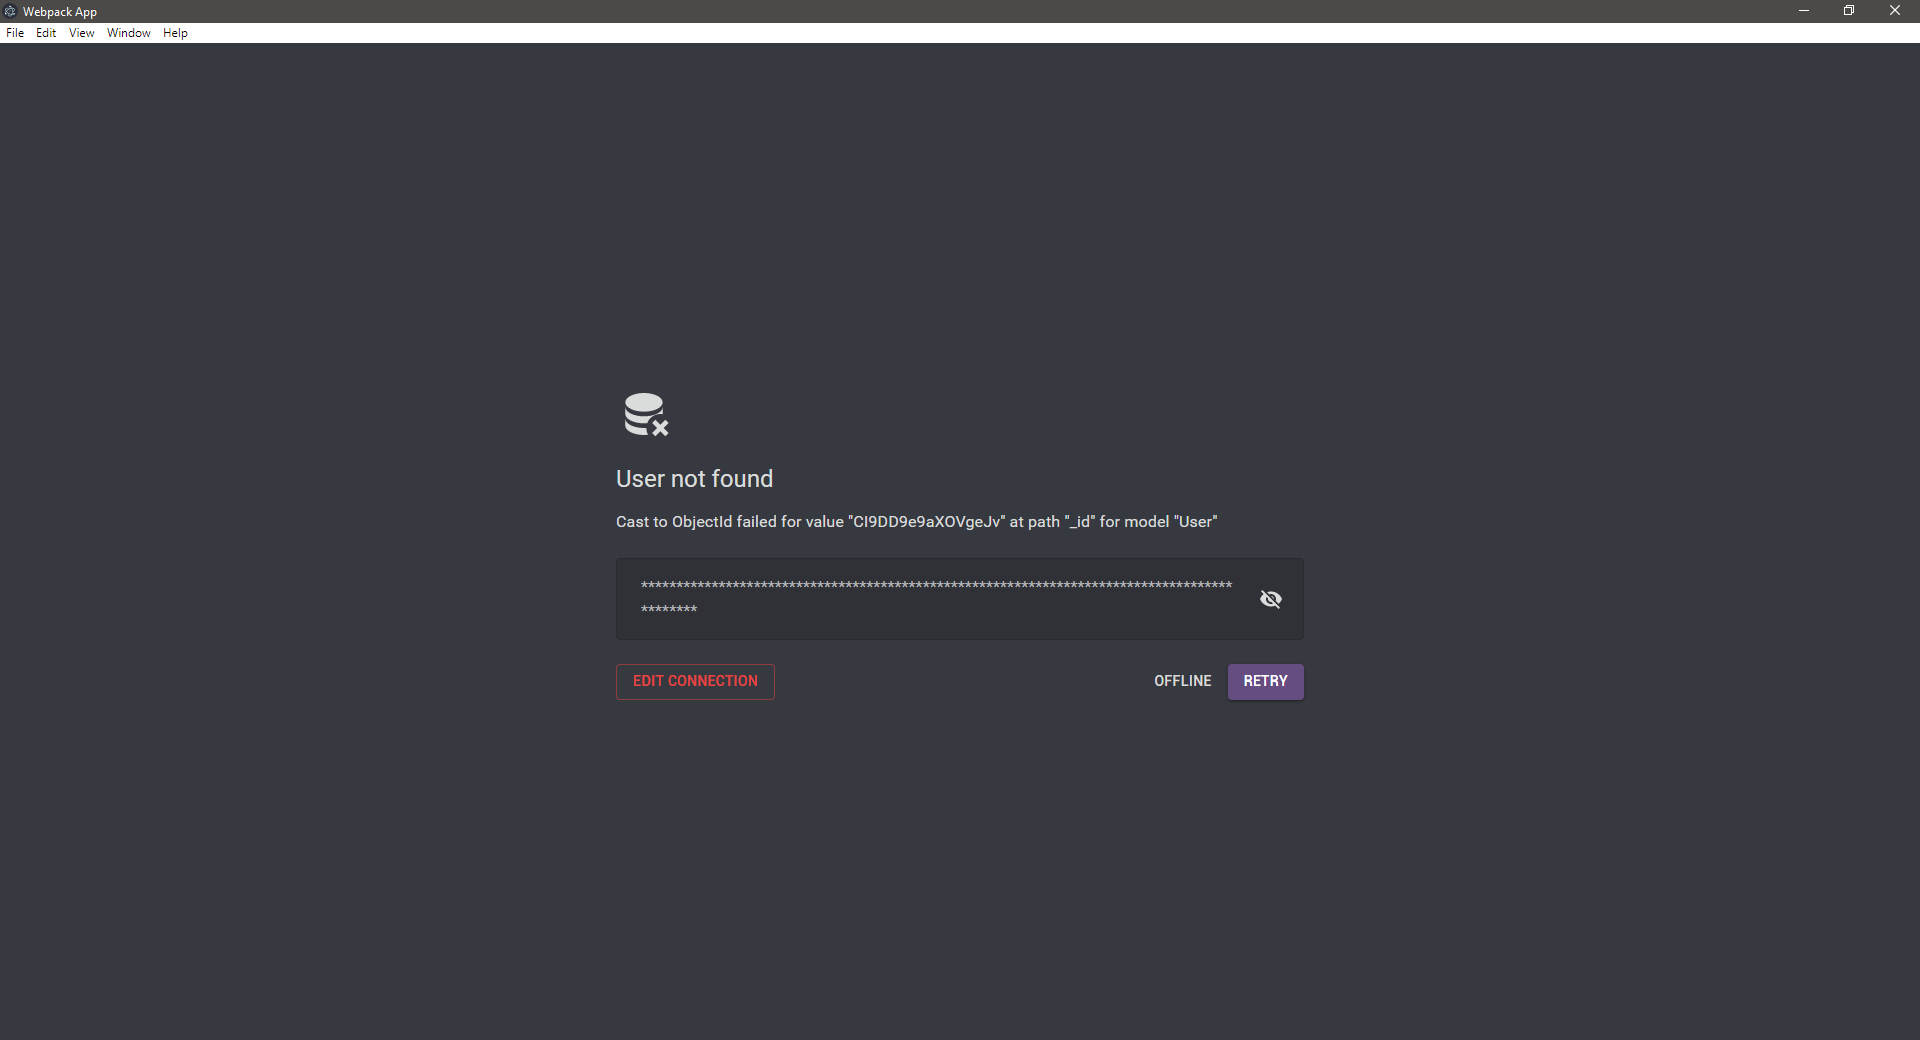 Webpack App
File Edit View Window Help
User not found
Cast to ObjectId failed for value "CI9DD9e9aXOVgeJv" at path "_id" for model "User"
************************************************************************************
********
EDIT CONNECTION OFFLINE RETRY